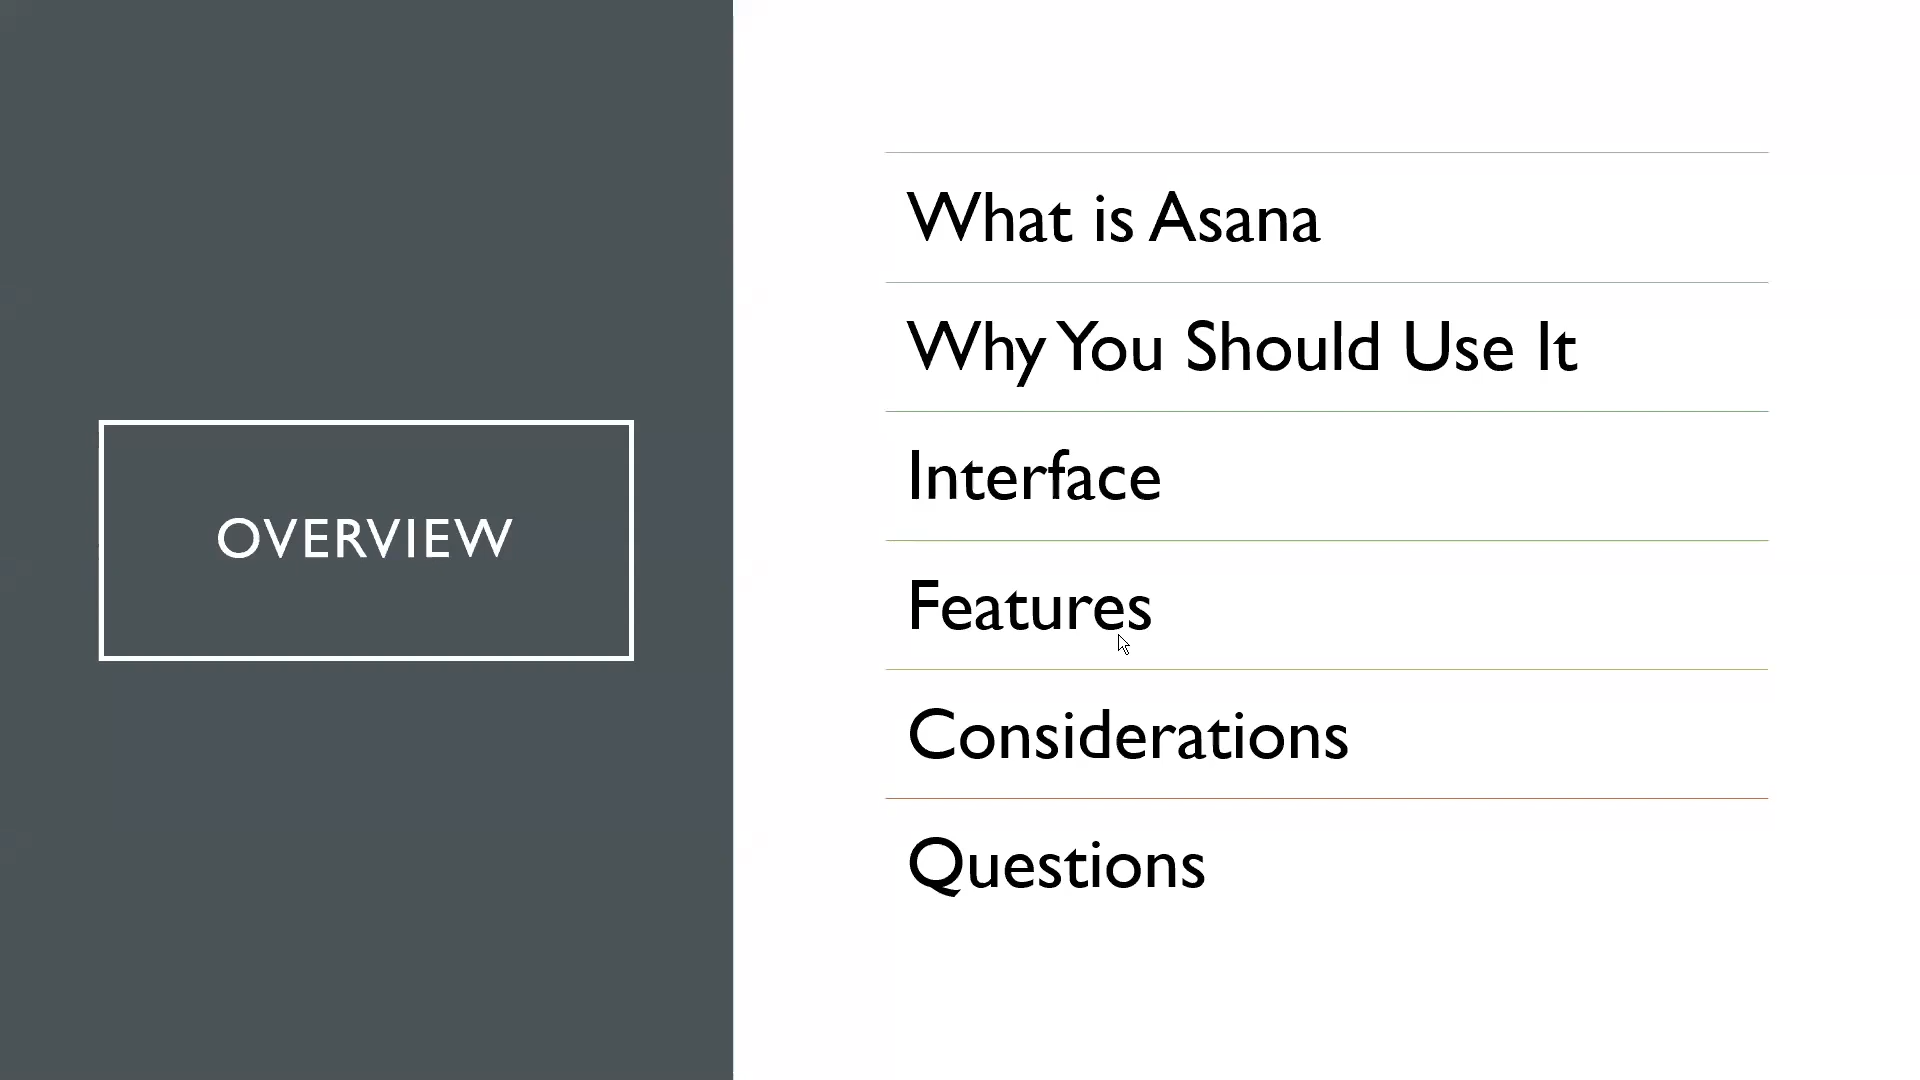 OVERVIEW
What is Asana
Why You Should Use It
Interface
Features
Considerations
Questions